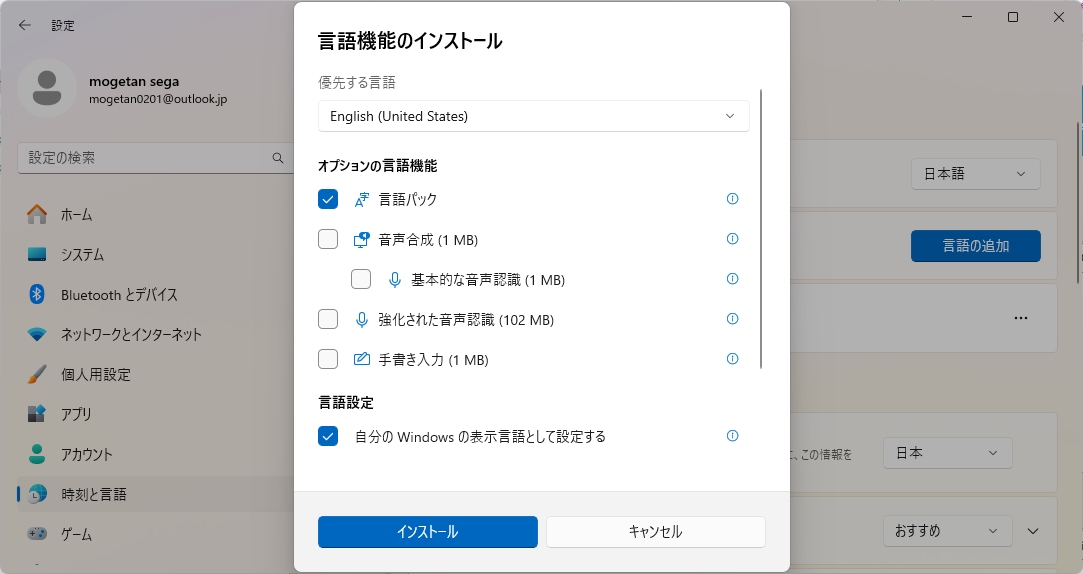 設定
mogetan sega
mogetan0201@outlook.jp
設定の検索
ホーム
システム
Bluetooth とデバイス
ネットワークとインターネット
個人用設定
アプリ
アカウント
時刻と言語
ゲーム
言語機能のインストール
優先する言語
English (United States)
オプションの言語機能
言語パック
音声合成 (1 MB)
基本的な音声認識 (1 MB)
強化された音声認識 (102 MB)
手書き入力 (1 MB)
言語設定
自分の Windows の表示言語として設定する
インストール
キャンセル
日本語
言語の追加
、この情報を
日本
おすすめ